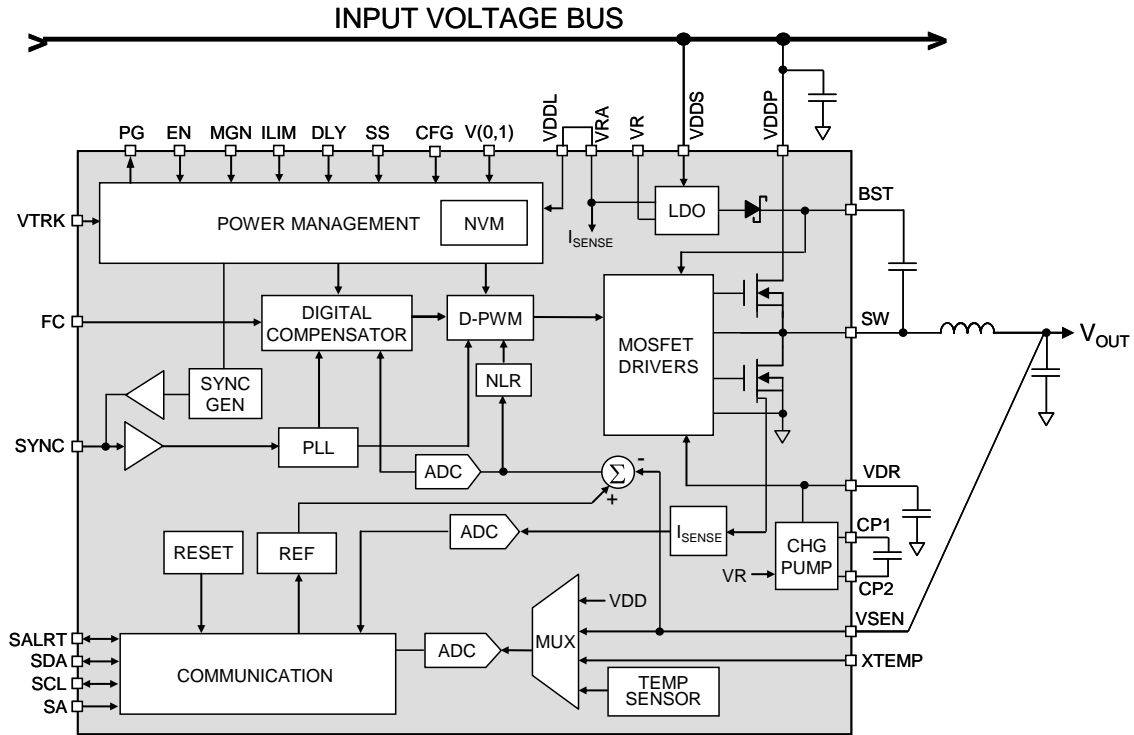 INPUT VOLTAGE BUS
PG
EN
MGN
ILIM
DLY
SS
CFG
V(0,1)
VDDL
VRA
VR
VDDS
VDDP
VTRK
POWER MANAGEMENT
NVM
I_SENSE
LDO
BST
FC
DIGITAL
COMPENSATOR
D-PWM
MOSFET
DRIVERS
SW
V_OUT
SYNC
GEN
NLR
SYNC
PLL
ADC
Σ
-
+
VDR
RESET
REF
ADC
I_SENSE
CHG
PUMP
VR
CP1
CP2
VDD
VSEN
SALRT
SDA
SCL
SA
COMMUNICATION
ADC
MUX
XTEMP
TEMP
SENSOR